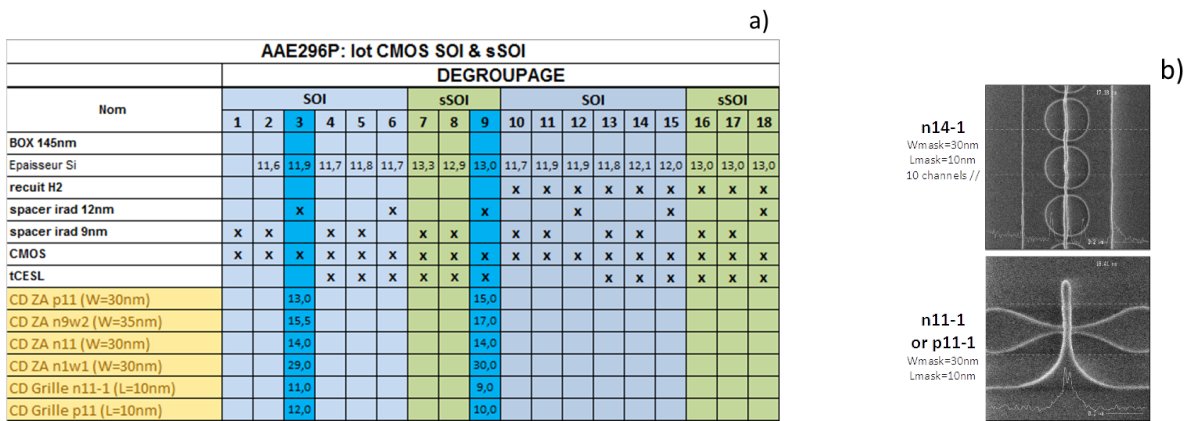 a)
AAE296P: lot CMOS SOI & sSOI
DEGROUPAGE
Nom SOI sSOI SOI sSOI
1 2 3 4 5 6 7 8 9 10 11 12 13 14 15 16 17 18
BOX 145nm
Epaisseur Si 11,6 11,9 11,7 11,8 11,7 13,3 12,9 13,0 11,7 11,9 11,9 11,8 12,1 12,0 13,0 13,0 13,0
recuit H2 x x x x x x x x x
spacer irad 12nm x x x x x x
spacer irad 9nm x x x x x x x x x x x x
CMOS x x x x x x x x x x x x x x x x x x
tCESL x x x x x x x x x x x x
CD ZA p11 (W=30nm) 13,0 15,0
CD ZA n9w2 (W=35nm) 15,5 17,0
CD ZA n11 (W=30nm) 14,0 14,0
CD ZA n1w1 (W=30nm) 29,0 30,0
CD Grille n11-1 (L=10nm) 11,0 9,0
CD Grille p11 (L=10nm) 12,0 10,0
b)
n14-1
Wmask=30nm
Lmask=10nm
10 channels //
n11-1
or p11-1
Wmask=30nm
Lmask=10nm